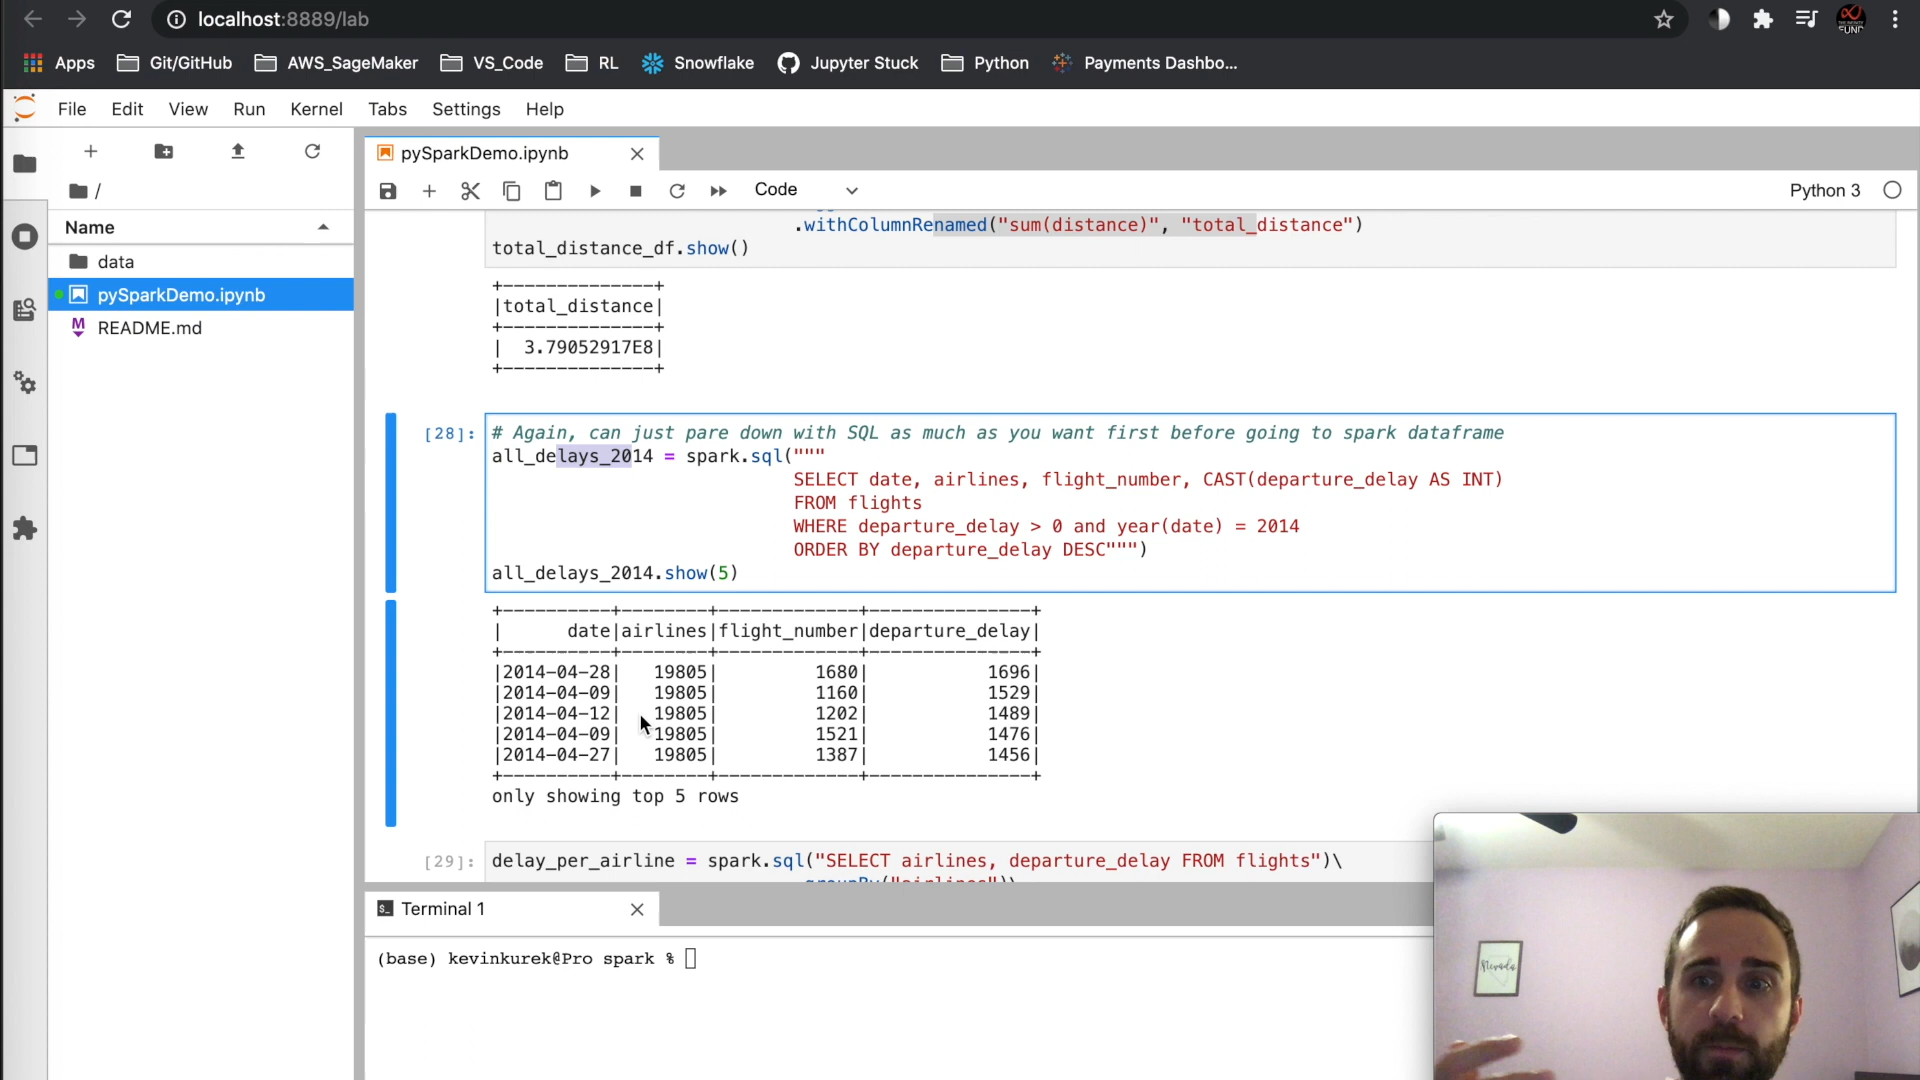 localhost:8889/lab
Apps Git/GitHub AWS_SageMaker VS_Code RL Snowflake Jupyter Stuck Python Payments Dashbo...
File Edit View Run Kernel Tabs Settings Help
pySparkDemo.ipynb
Code Python 3
/
Name
data
pySparkDemo.ipynb
README.md
.withColumnRenamed("sum(distance)", "total_distance")
total_distance_df.show()
+--------------+
|total_distance|
+--------------+
| 3.79052917E8|
+--------------+
[28]: # Again, can just pare down with SQL as much as you want first before going to spark dataframe
all_delays_2014 = spark.sql("""
SELECT date, airlines, flight_number, CAST(departure_delay AS INT)
FROM flights
WHERE departure_delay > 0 and year(date) = 2014
ORDER BY departure_delay DESC""")
all_delays_2014.show(5)
+----------+--------+-------------+---------------+
| date|airlines|flight_number|departure_delay|
+----------+--------+-------------+---------------+
|2014-04-28| 19805| 1680| 1696|
|2014-04-09| 19805| 1160| 1529|
|2014-04-12| 19805| 1202| 1489|
|2014-04-09| 19805| 1521| 1476|
|2014-04-27| 19805| 1387| 1456|
+----------+--------+-------------+---------------+
only showing top 5 rows
[29]: delay_per_airline = spark.sql("SELECT airlines, departure_delay FROM flights")\
Terminal 1
(base) kevinkurek@Pro spark %
Nevada